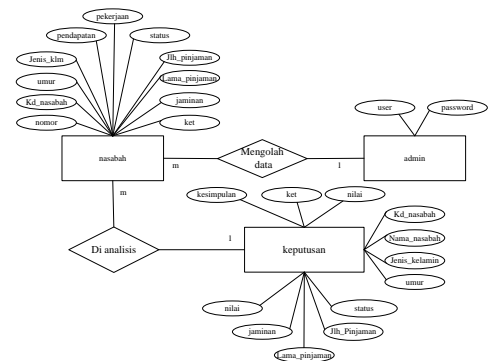 pekerjaan
pendapatan
status
Jenis_klm
Jlh_pinjaman
umur
Lama_pinjaman
Kd_nasabah
jaminan
nomor
ket
user
password
nasabah
m
Mengolah
data
1
admin
m
kesimpulan
ket
nilai
Kd_nasabah
Nama_nasabah
Di analisis
1
keputusan
Jenis_kelamin
umur
nilai
status
jaminan
Jlh_Pinjaman
Lama_pinjaman